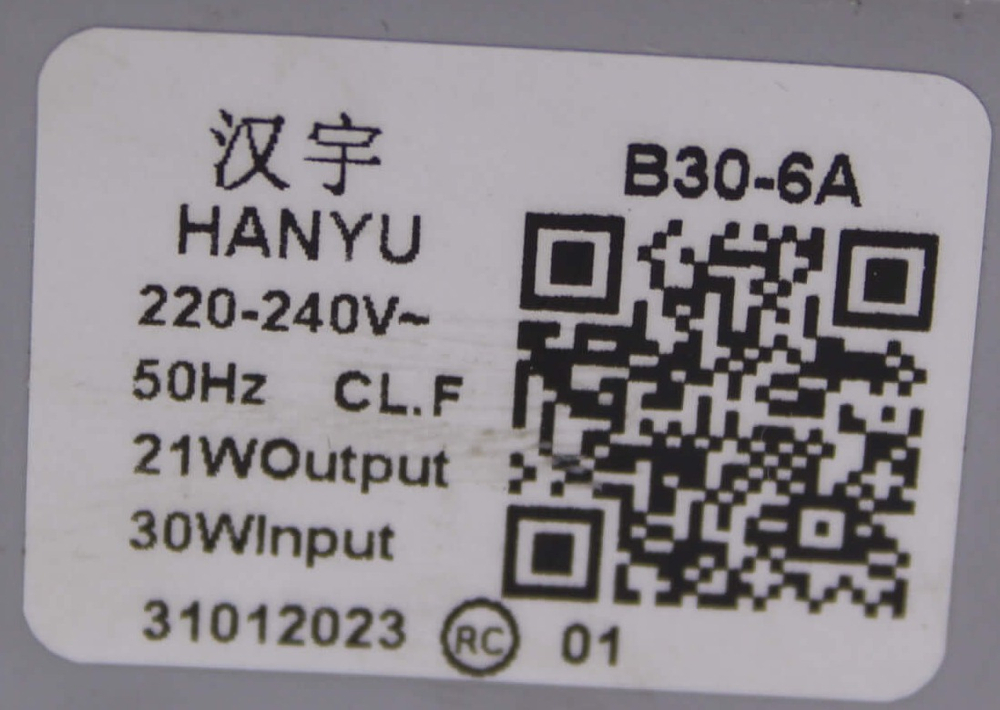 汉宇
HANYU
B30-6A
220-240V~
50Hz CL.F
21WOutput
30WInput
31012023 RC 01